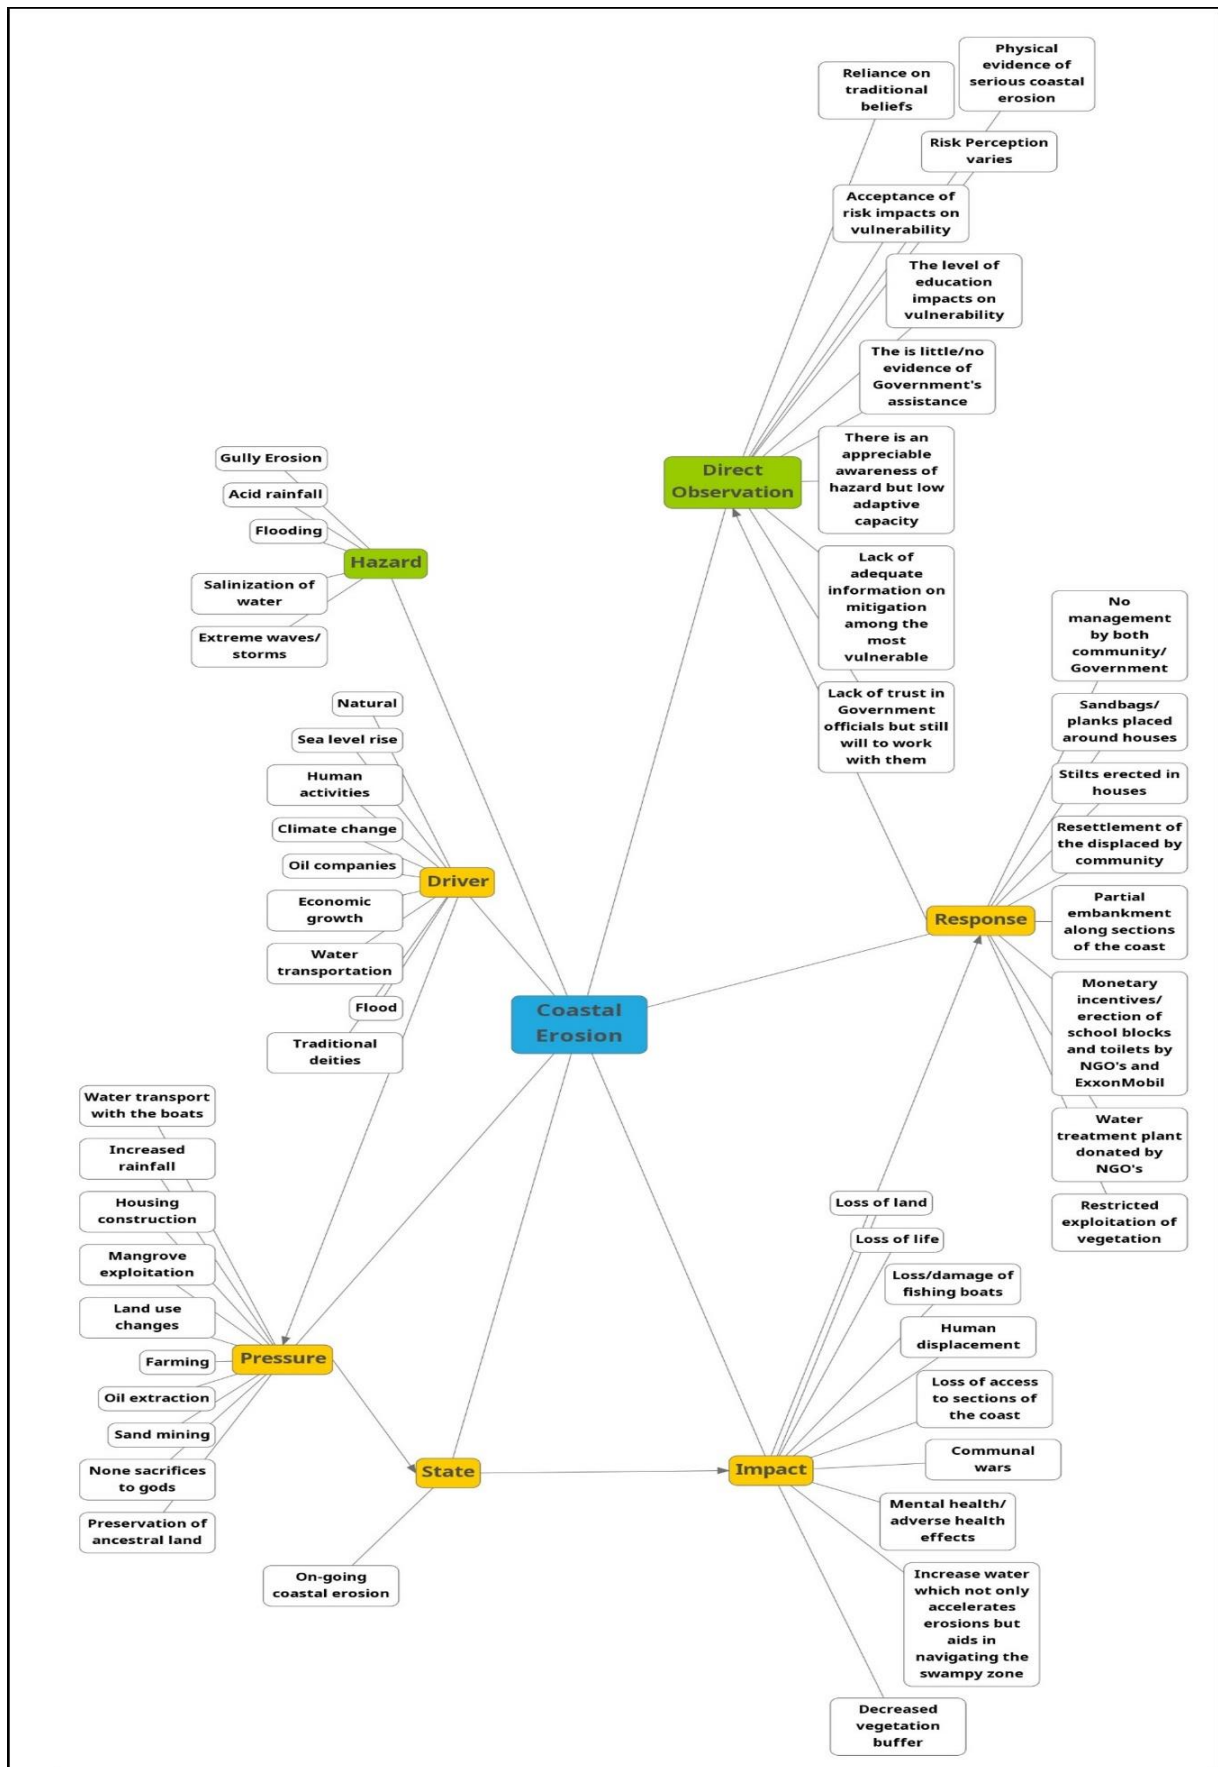 Physical
evidence of
serious coastal
erosion
Reliance on
traditional
beliefs
Risk Perception
varies
Acceptance of
risk impacts on
vulnerability
The level of
education
impacts on
vulnerability
The is little/no
evidence of
Government's
assistance
There is an
appreciable
awareness of
hazard but low
adaptive
capacity
Direct
Observation
Lack of
adequate
information on
mitigation
among the
most
vulnerable
Lack of trust in
Government
officials but still
will to work
with them
Gully Erosion
Acid rainfall
Flooding
Hazard
Salinization of
water
Extreme waves/
storms
Natural
Sea level rise
Human
activities
Climate change
Oil companies
Driver
Economic
growth
Water
transportation
Flood
Traditional
deities
Coastal
Erosion
No
management
by both
community/
Government
Sandbags/
planks placed
around houses
Stilts erected in
houses
Resettlement of
the displaced by
community
Response
Partial
embankment
along sections
of the coast
Monetary
incentives/
erection of
school blocks
and toilets by
NGO's and
ExxonMobil
Water
treatment plant
donated by
NGO's
Restricted
exploitation of
vegetation
Water transport
with the boats
Increased
rainfall
Housing
construction
Mangrove
exploitation
Land use
changes
Pressure
Farming
Oil extraction
Sand mining
None sacrifices
to gods
Preservation of
ancestral land
State
On-going
coastal erosion
Loss of land
Loss of life
Loss/damage of
fishing boats
Human
displacement
Loss of access
to sections of
the coast
Communal
wars
Impact
Mental health/
adverse health
effects
Increase water
which not only
accelerates
erosions but
aids in
navigating the
swampy zone
Decreased
vegetation
buffer